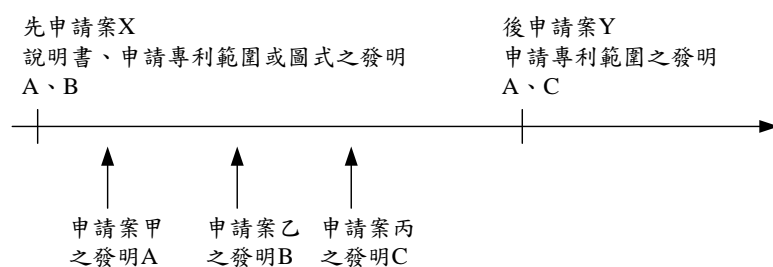 先申請案X
說明書、申請專利範圍或圖式之發明
A、B
後申請案Y
申請專利範圍之發明
A、C
申請案甲
之發明A
申請案乙
之發明B
申請案丙
之發明C